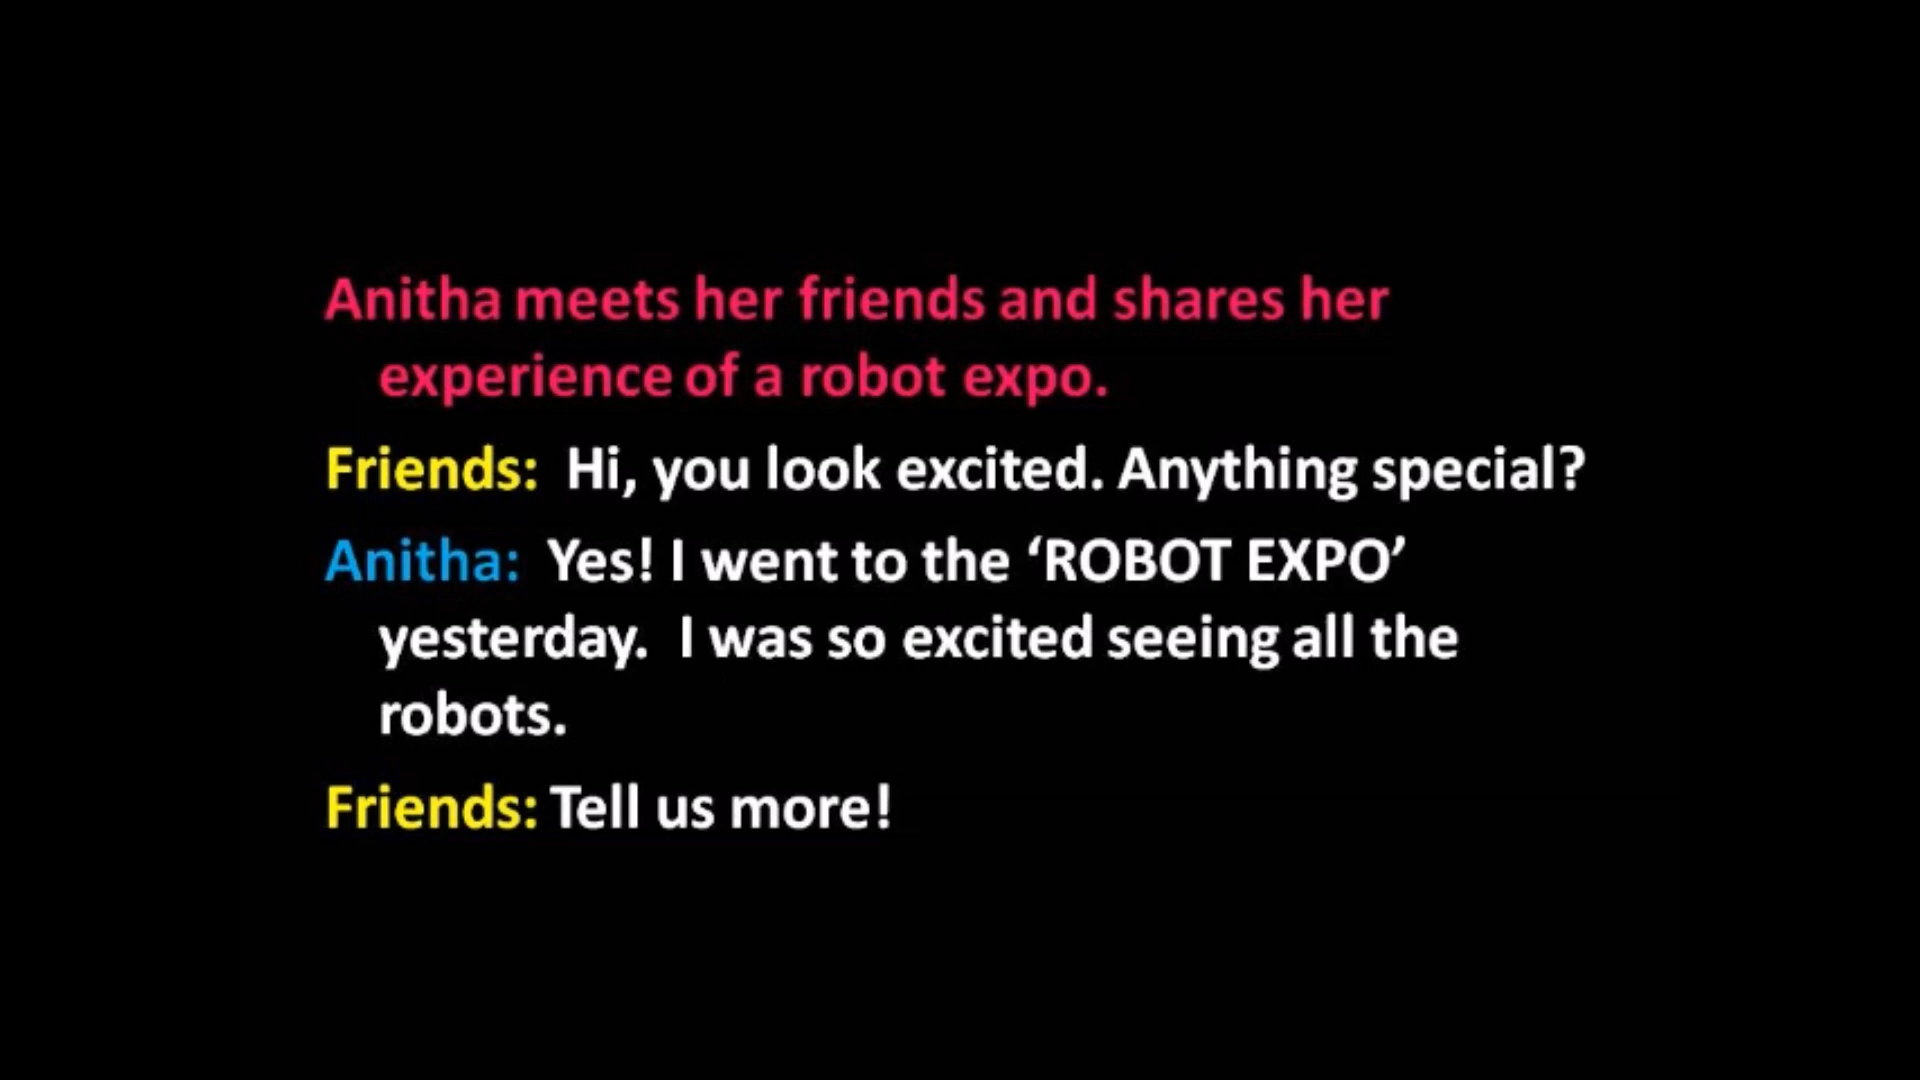 Anitha meets her friends and shares her
experience of a robot expo.
Friends:  Hi, you look excited. Anything special?
Anitha:  Yes! I went to the ‘ROBOT EXPO’
yesterday.  I was so excited seeing all the
robots.
Friends: Tell us more!